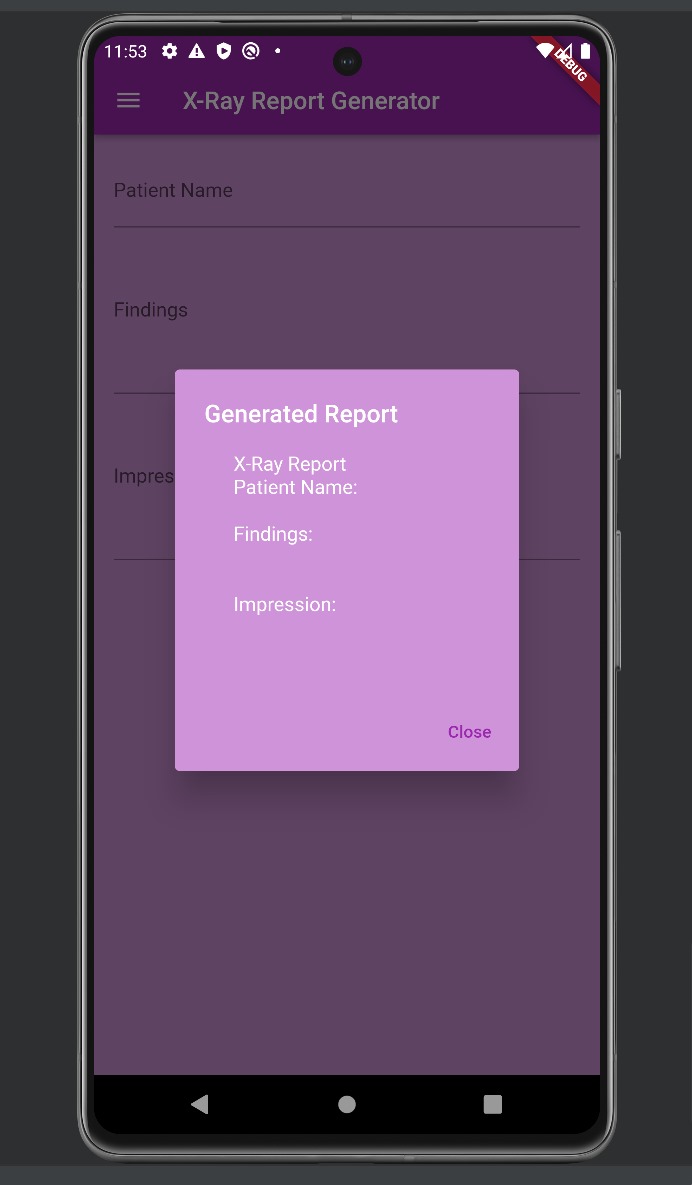 11:53
DEBUG
X-Ray Report Generator
Patient Name
Findings
Impres
Generated Report
X-Ray Report
Patient Name:
Findings:
Impression:
Close